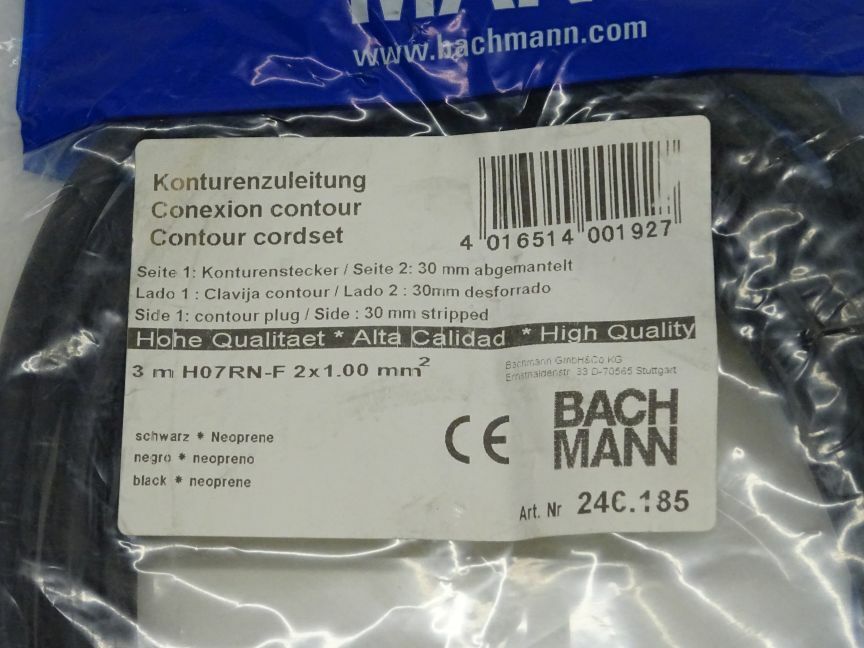 www.bachmann.com
Konturenzuleitung
Conexion contour
Contour cordset
4 016514 001927
Seite 1: Konturenstecker / Seite 2: 30 mm abgemantelt
Lado 1 : Clavija contour / Lado 2 : 30mm desforrado
Side 1: contour plug / Side : 30 mm stripped
Hohe Qualitaet * Alta Calidad * High Quality
3 m H07RN-F 2x1.00 mm²
Bachmann GmbH&Co.KG
Ernsthaldenstr. 33 D-70565 Stuttgart
schwarz * Neoprene
negro * neopreno
black * neoprene
CE
BACH
MANN
Art. Nr 240.185